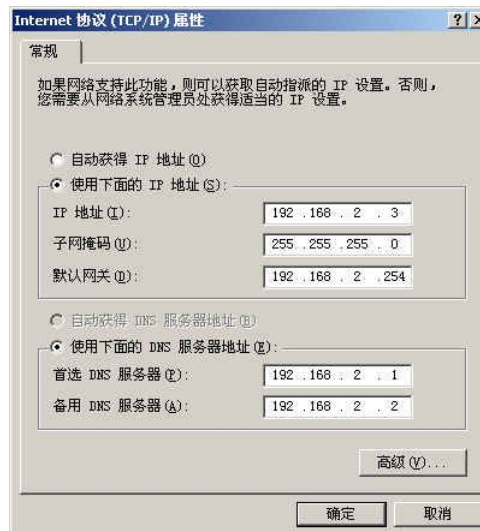 Internet 协议 (TCP/IP) 属性
常规
如果网络支持此功能，则可以获取自动指派的 IP 设置。否则，
您需要从网络系统管理员处获得适当的 IP 设置。
自动获得 IP 地址(O)
使用下面的 IP 地址(S):
IP 地址(I): 192 .168 . 2 . 3
子网掩码(U): 255 .255 .255 . 0
默认网关(D): 192 .168 . 2 .254
自动获得 DNS 服务器地址(B)
使用下面的 DNS 服务器地址(E):
首选 DNS 服务器(P): 192 .168 . 2 . 1
备用 DNS 服务器(A): 192 .168 . 2 . 2
高级(V)...
确定 取消